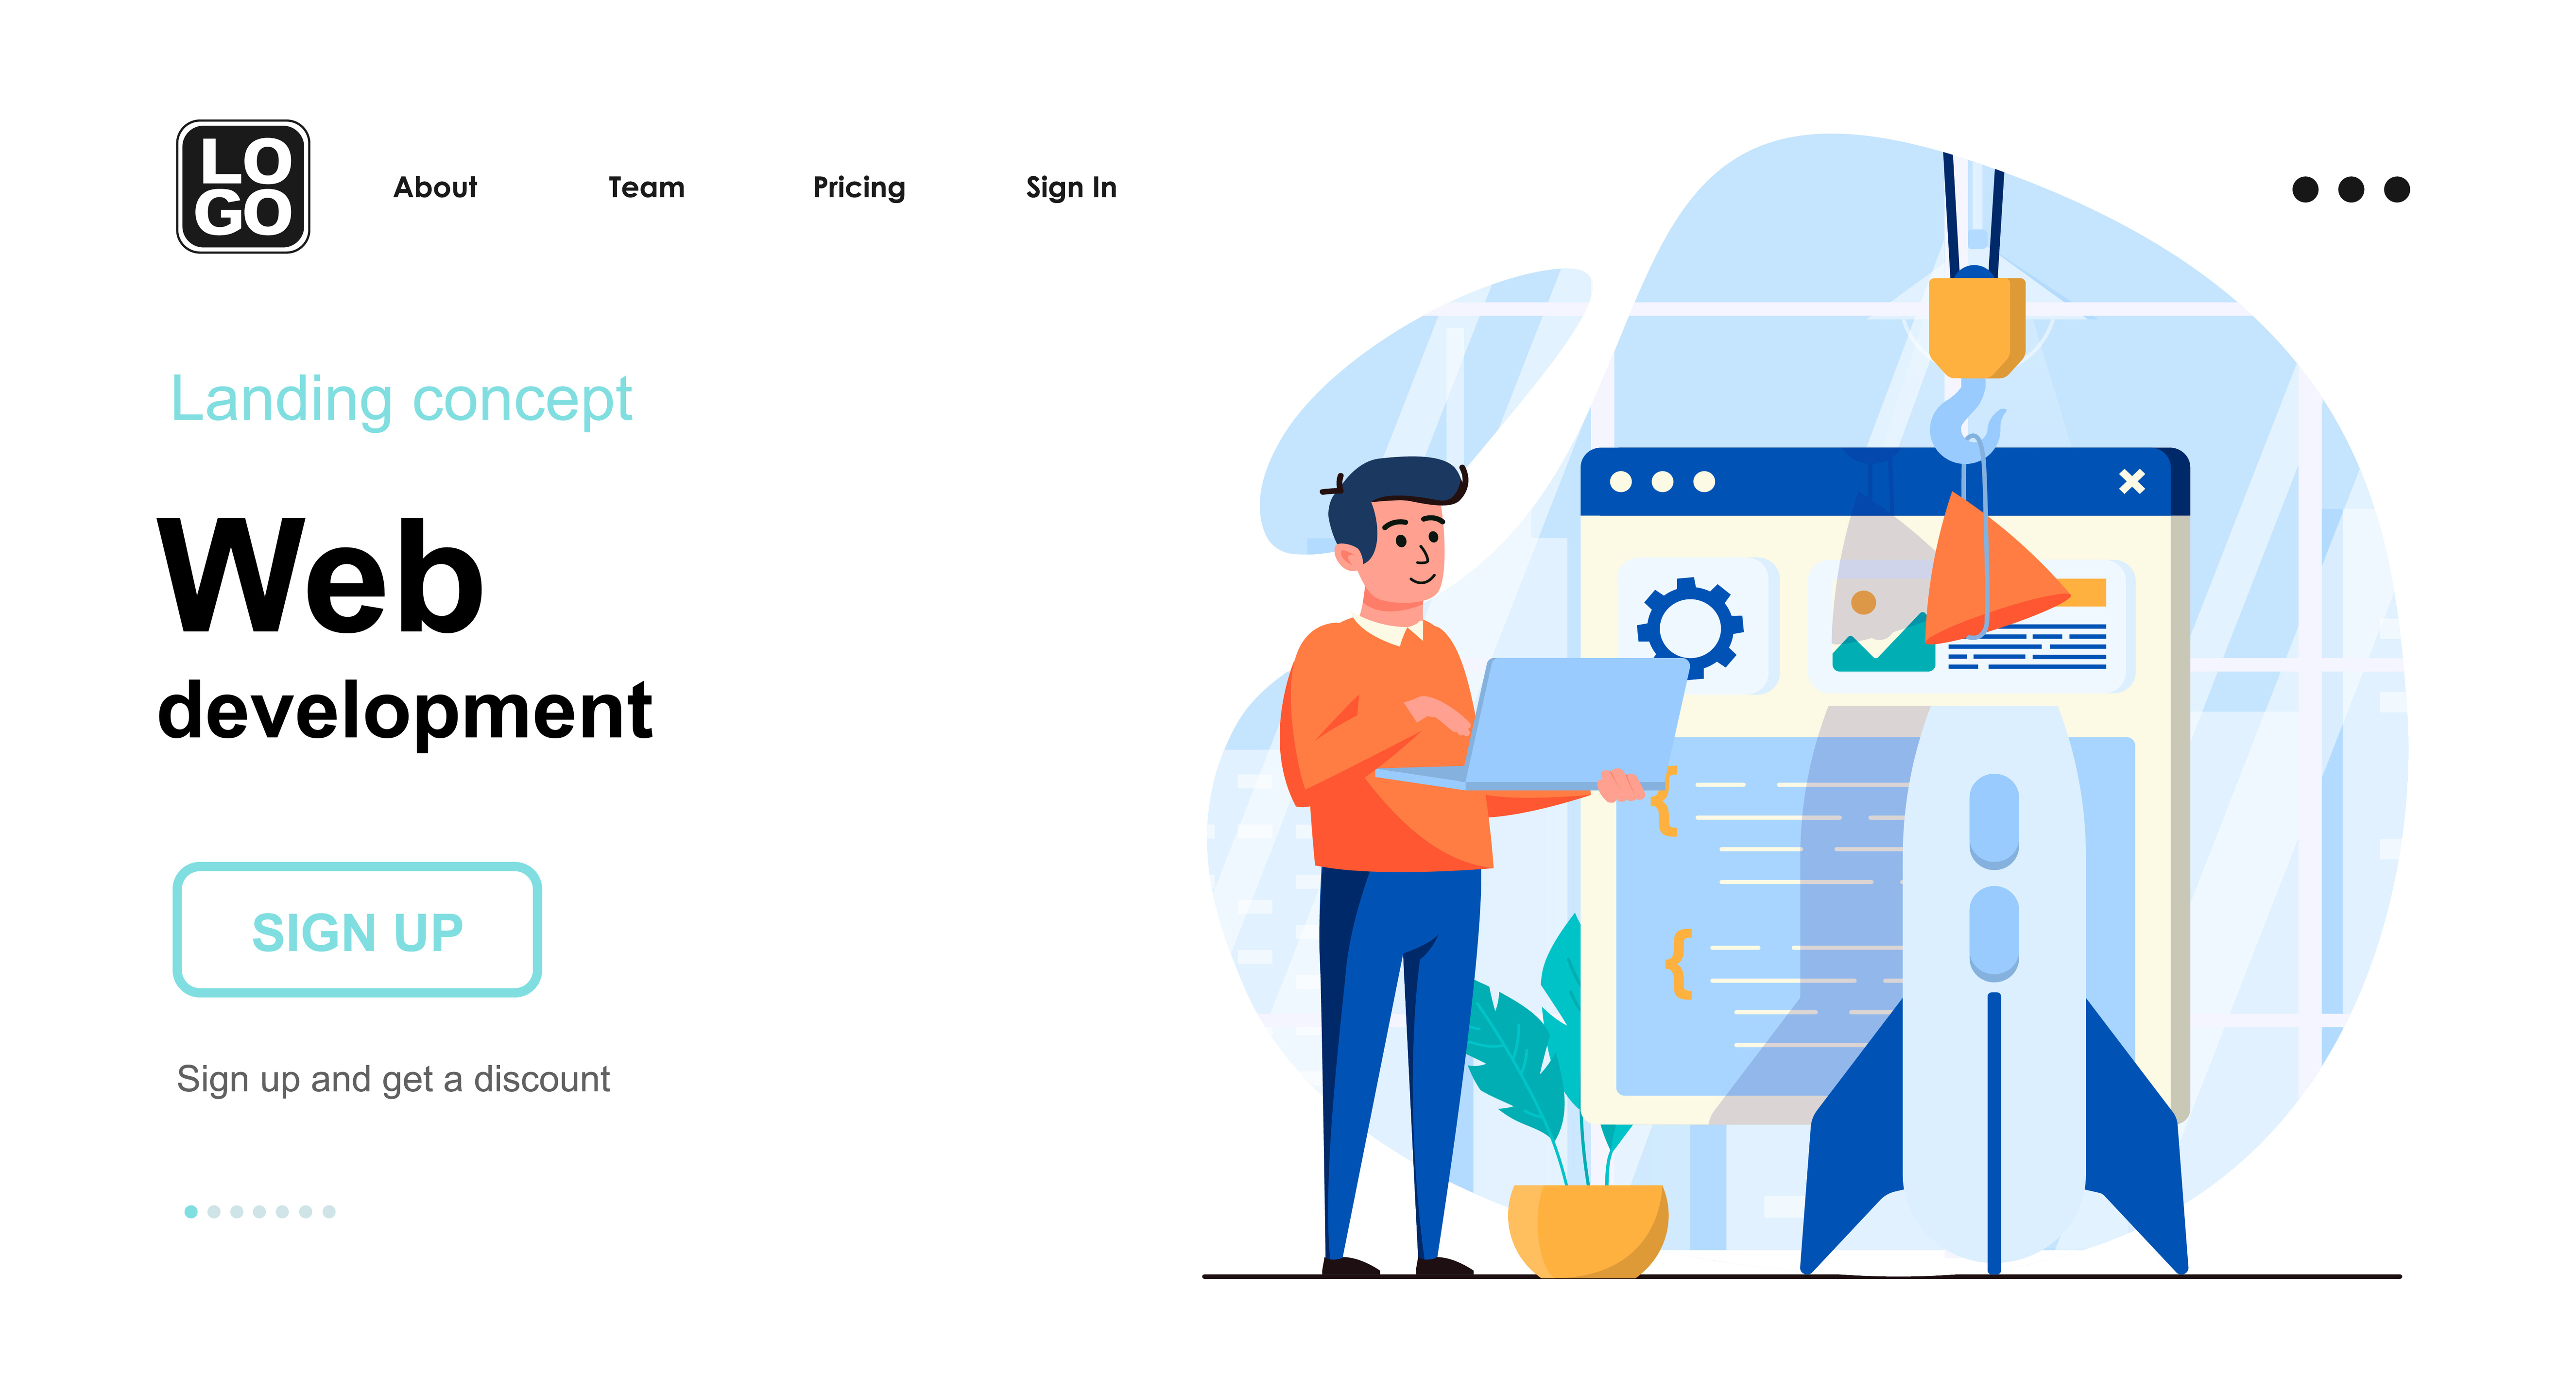 LO
GO
About Team Pricing Sign In
Landing concept
Web
development
SIGN UP
Sign up and get a discount
{
{